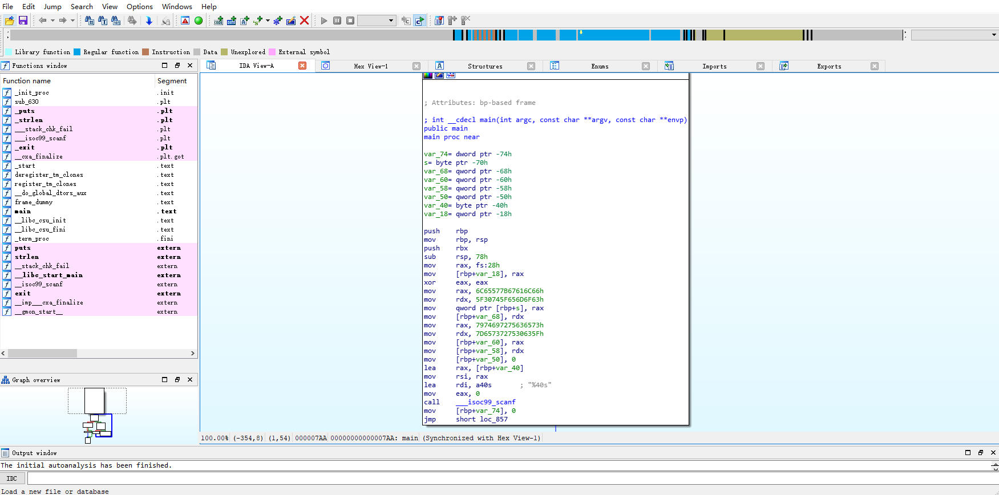 File Edit Jump Search View Options Windows Help
Library function Regular function Instruction Data Unexplored External symbol
Functions window
IDA View-A Hex View-1 Structures Enums Imports Exports
Function name Segment
_init_proc .init
sub_630 .plt
_puts .plt
_strlen .plt
___stack_chk_fail .plt
___isoc99_scanf .plt
_exit .plt
__cxa_finalize .plt.got
_start .text
deregister_tm_clones .text
register_tm_clones .text
__do_global_dtors_aux .text
frame_dummy .text
main .text
__libc_csu_init .text
__libc_csu_fini .text
_term_proc .fini
puts extern
strlen extern
__stack_chk_fail extern
__libc_start_main extern
__isoc99_scanf extern
exit extern
__imp___cxa_finalize extern
__gmon_start__ extern
Graph overview
; Attributes: bp-based frame
; int __cdecl main(int argc, const char **argv, const char **envp)
public main
main proc near
var_74= dword ptr -74h
s= byte ptr -70h
var_68= qword ptr -68h
var_60= qword ptr -60h
var_58= qword ptr -58h
var_50= qword ptr -50h
var_40= byte ptr -40h
var_18= qword ptr -18h
push rbp
mov rbp, rsp
push rbx
sub rsp, 78h
mov rax, fs:28h
mov [rbp+var_18], rax
xor eax, eax
mov rax, 6C65577B67616C66h
mov rdx, 5F30745F656D6F63h
mov qword ptr [rbp+s], rax
mov [rbp+var_68], rdx
mov rax, 7974697275636573h
mov rdx, 7D6573727530635Fh
mov [rbp+var_60], rax
mov [rbp+var_58], rdx
mov [rbp+var_50], 0
lea rax, [rbp+var_40]
mov rsi, rax
lea rdi, a40s ; "%40s"
mov eax, 0
call ___isoc99_scanf
mov [rbp+var_74], 0
jmp short loc_857
100.00% (-354,8) (1,54) 000007AA 00000000000007AA: main (Synchronized with Hex View-1)
Output window
The initial autoanalysis has been finished.
IDC
Load a new file or database